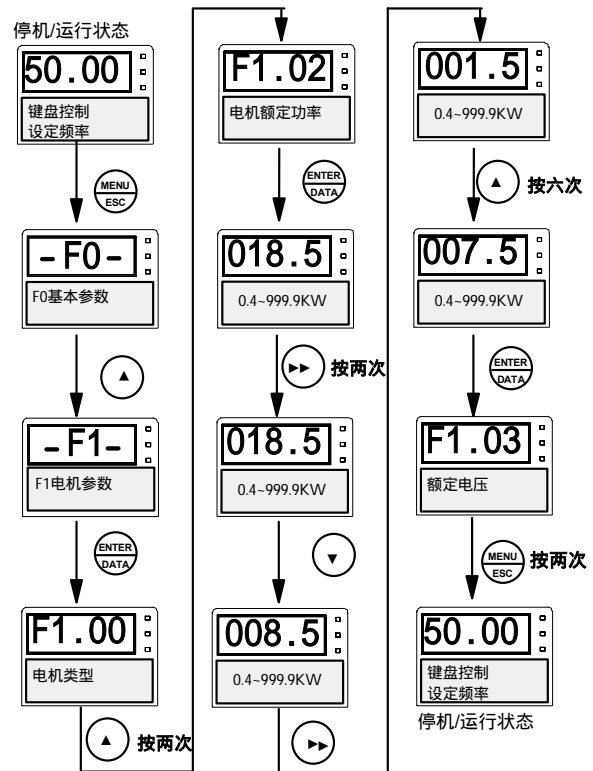 停机/运行状态
50.00
键盘控制
设定频率
MENU
ESC
-F0-
F0基本参数
▲
-F1-
F1电机参数
ENTER
DATA
F1.00
电机类型
▲ 按两次
F1.02
电机额定功率
ENTER
DATA
018.5
0.4~999.9KW
▶▶ 按两次
018.5
0.4~999.9KW
▼
008.5
0.4~999.9KW
▶▶
001.5
0.4~999.9KW
▲ 按六次
007.5
0.4~999.9KW
ENTER
DATA
F1.03
额定电压
MENU
ESC
按两次
50.00
键盘控制
设定频率
停机/运行状态